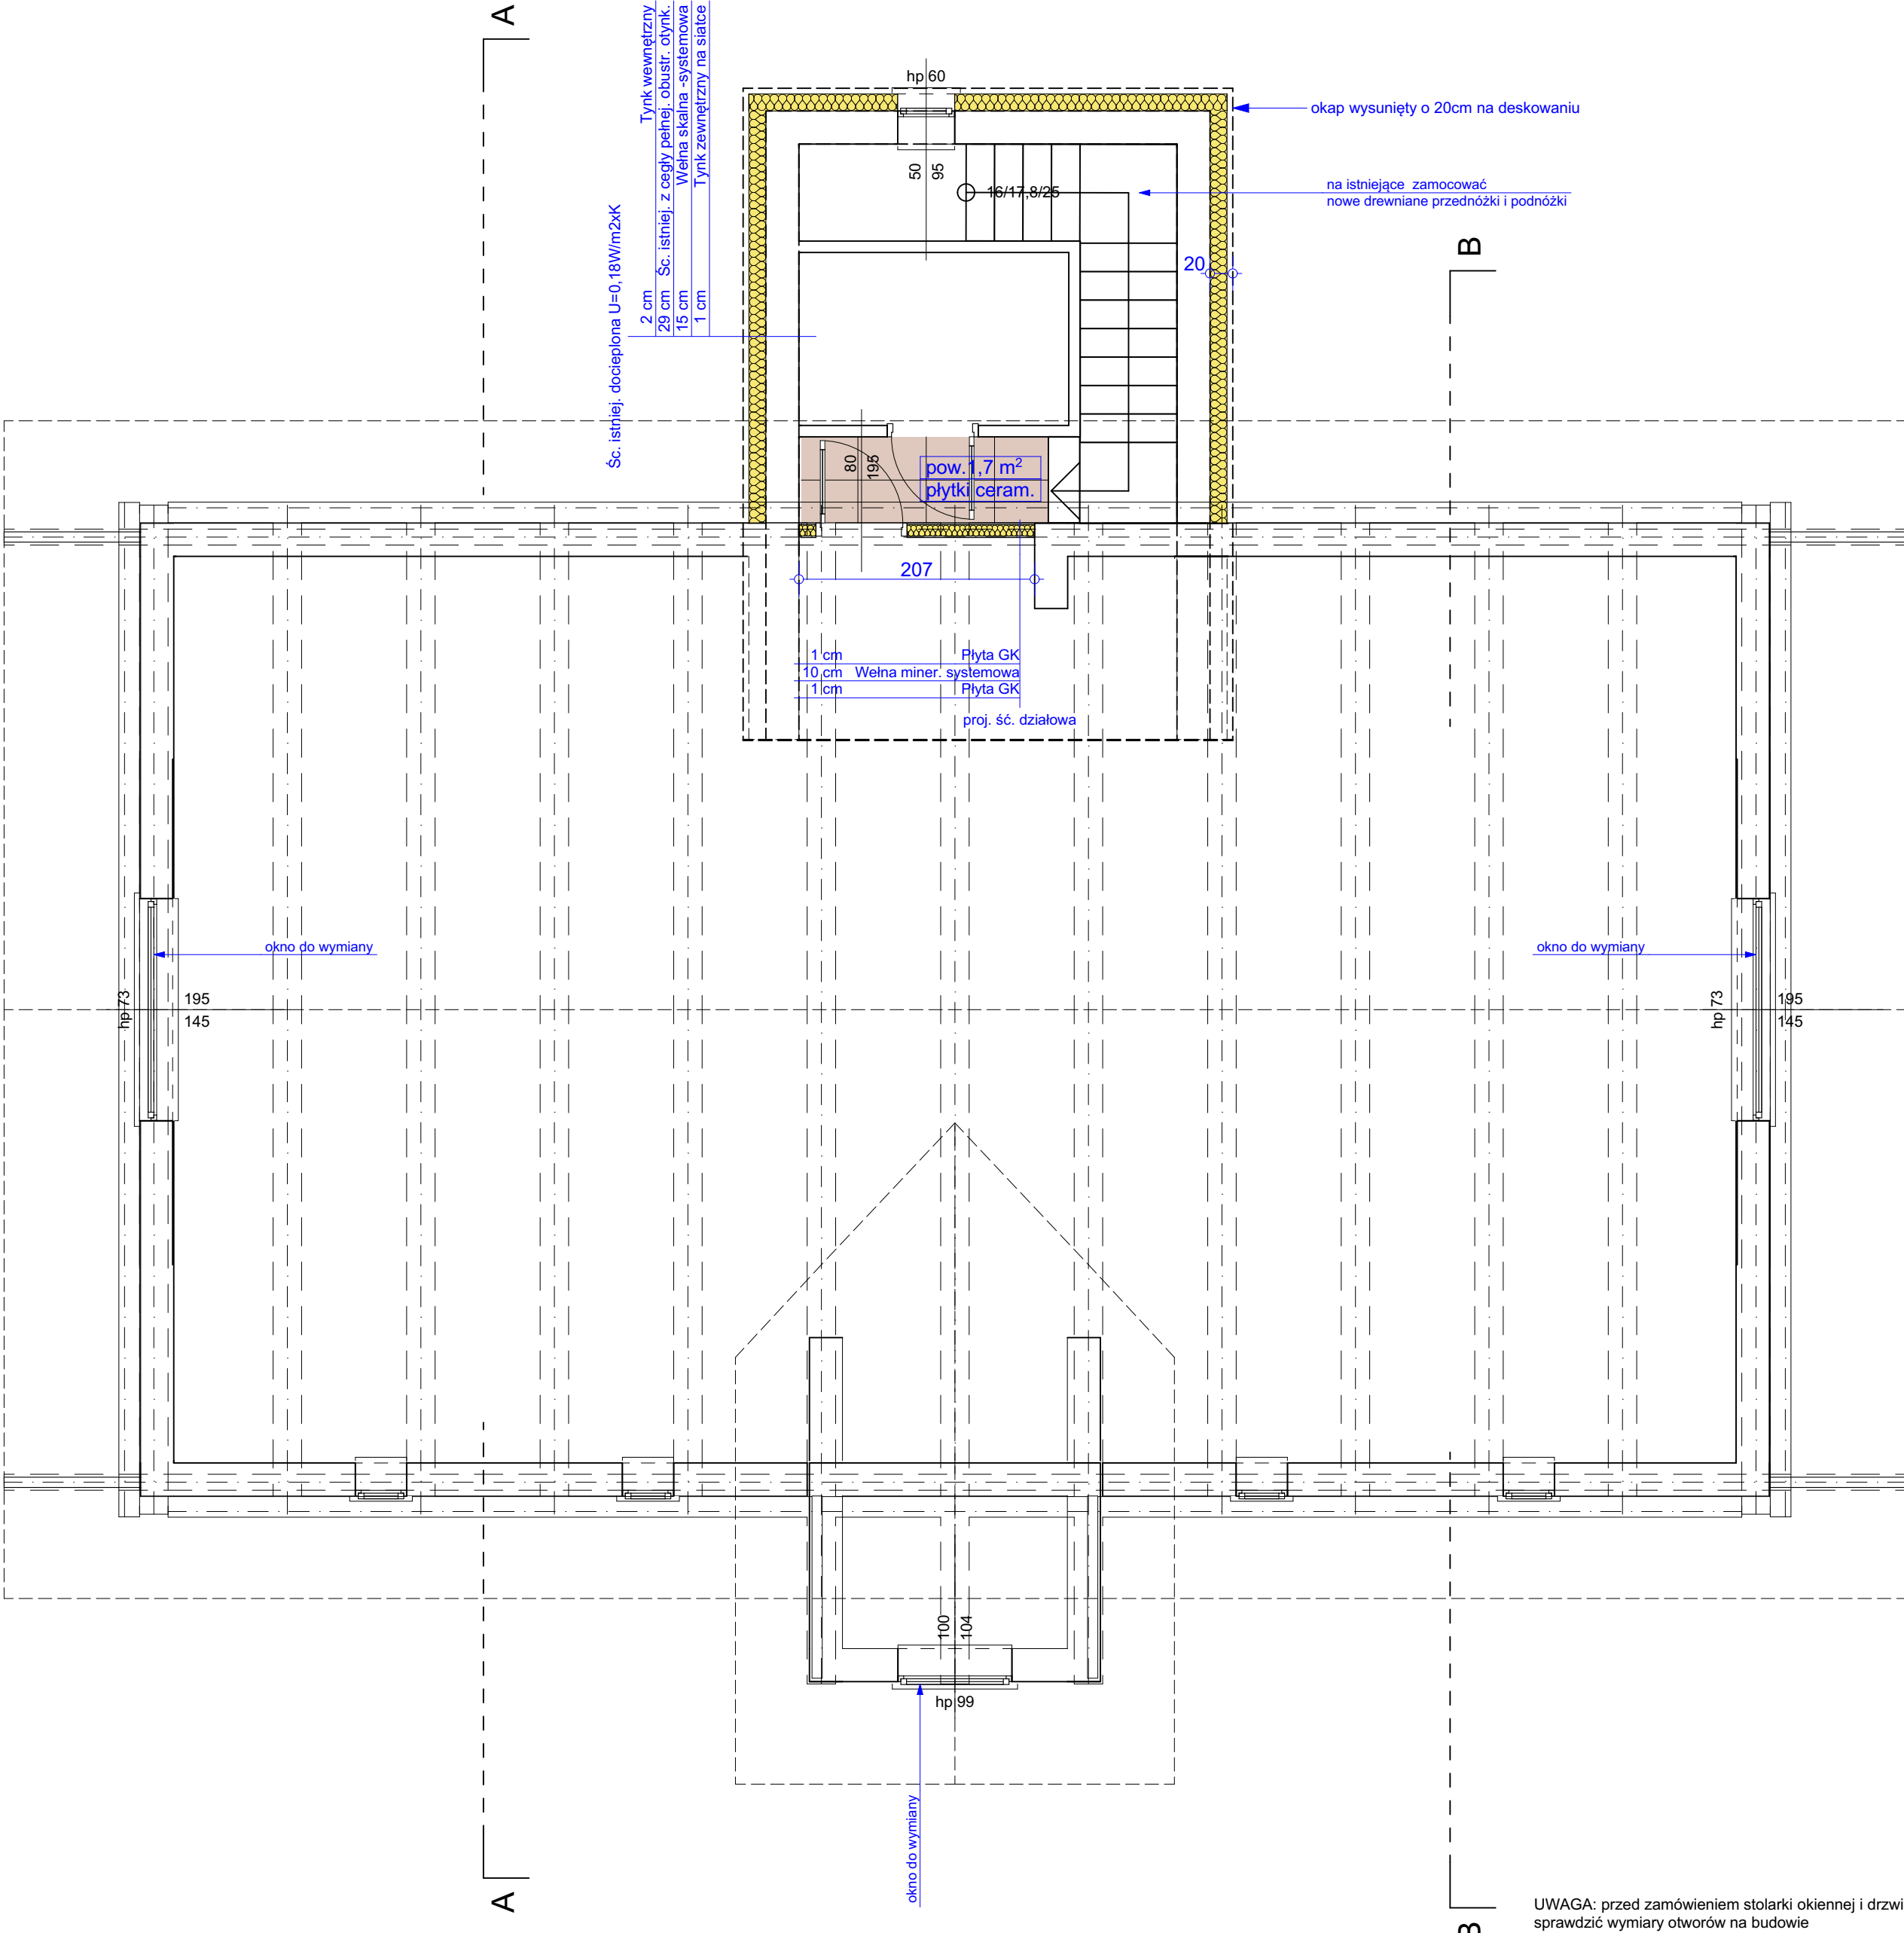 A
Tynk wewnętrzny
Śc. istniej. z cegły pełnej. obustr. otynk.
Wełna skalna -systemowa
Tynk zewnętrzny na siatce
2 cm
29 cm
15 cm
1 cm
Śc. istniej. docieplona U=0,18W/m2xK
hp 60
okap wysunięty o 20cm na deskowaniu
50
95
16/17,8/25
na istniejące zamocować
nowe drewniane przednóżki i podnóżki
B
20
80
195
pow.1,7 m²
płytki ceram.
207
1 cm Płyta GK
10 cm Wełna miner. systemowa
1 cm Płyta GK
proj. ść. działowa
okno do wymiany
okno do wymiany
hp 73
195
145
hp 73
195
145
100
104
hp 99
okno do wymiany
A
B
UWAGA: przed zamówieniem stolarki okiennej i drzwi
sprawdzić wymiary otworów na budowie